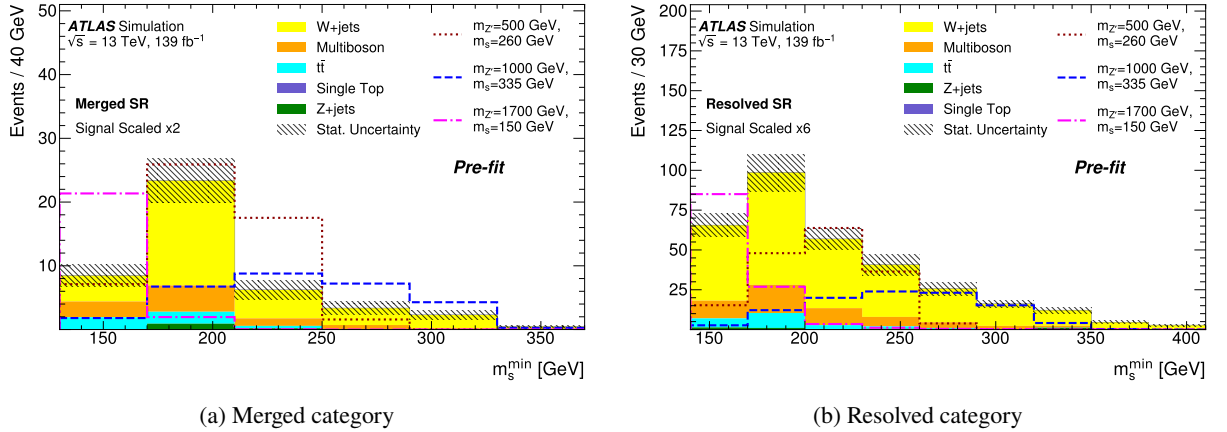 Events / 40 GeV
50
40
30
20
10
ATLAS Simulation
√s = 13 TeV, 139 fb⁻¹
Merged SR
Signal Scaled x2
W+jets
Multiboson
tt̄
Single Top
Z+jets
Stat. Uncertainty
m_Z'=500 GeV,
m_s=260 GeV
m_Z'=1000 GeV,
m_s=335 GeV
m_Z'=1700 GeV,
m_s=150 GeV
Pre-fit
150 200 250 300 350
m_s^min [GeV]
(a) Merged category
Events / 30 GeV
200
175
150
125
100
75
50
25
ATLAS Simulation
√s = 13 TeV, 139 fb⁻¹
Resolved SR
Signal Scaled x6
W+jets
Multiboson
tt̄
Z+jets
Single Top
Stat. Uncertainty
m_Z'=500 GeV,
m_s=260 GeV
m_Z'=1000 GeV,
m_s=335 GeV
m_Z'=1700 GeV,
m_s=150 GeV
Pre-fit
150 200 250 300 350 400
m_s^min [GeV]
(b) Resolved category